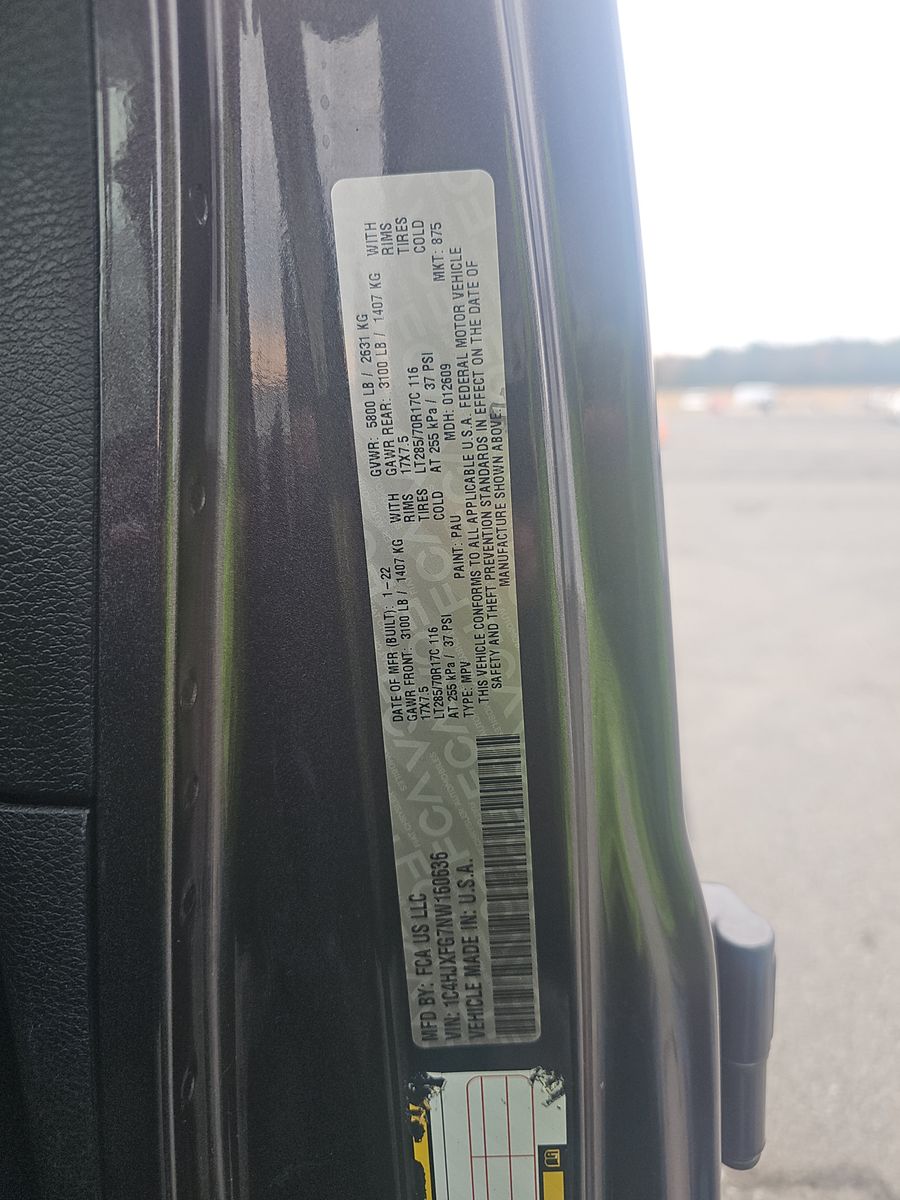 MFD BY: FCA US LLC
VIN: 1C4HJXFG7NW160636
VEHICLE MADE IN: U.S.A.
DATE OF MFR (BUILT): 1-22 GVWR: 5800 LB / 2631 KG
GAWR FRONT: 3100 LB / 1407 KG WITH GAWR REAR: 3100 LB / 1407 KG WITH
17X7.5 RIMS 17X7.5 RIMS
LT285/70R17C 116 TIRES LT285/70R17C 116 TIRES
AT 255 kPa / 37 PSI COLD AT 255 kPa / 37 PSI COLD
TYPE: MPV PAINT: PAU MDH: 012609 MKT: 875
THIS VEHICLE CONFORMS TO ALL APPLICABLE U.S.A. FEDERAL MOTOR VEHICLE
SAFETY AND THEFT PREVENTION STANDARDS IN EFFECT ON THE DATE OF
MANUFACTURE SHOWN ABOVE.